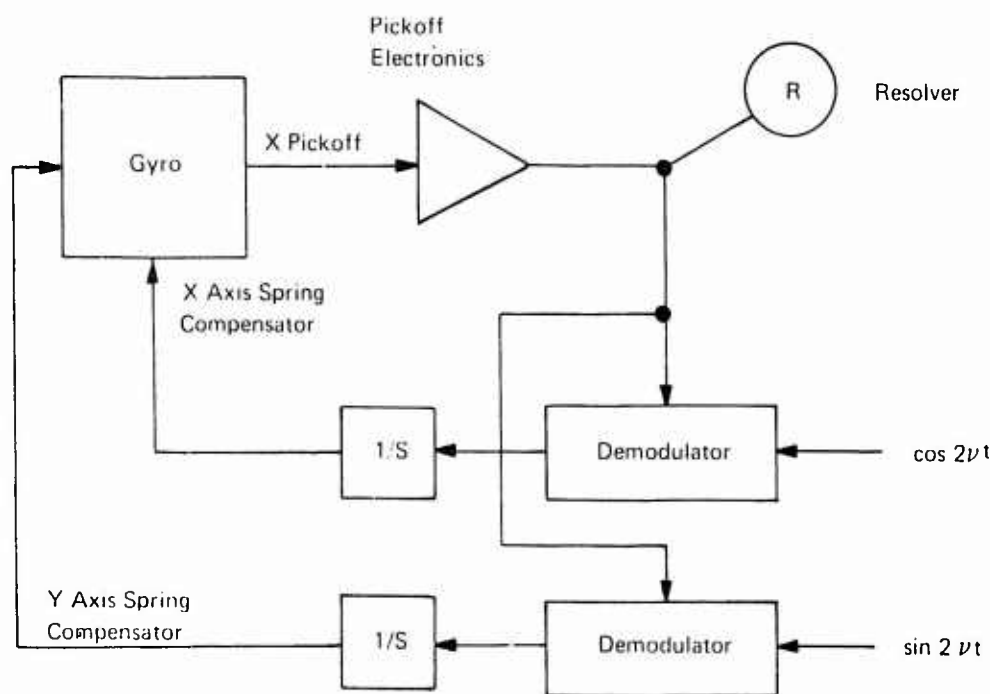 Pickoff
Electronics
R
Resolver
X Pickoff
Gyro
X Axis Spring
Compensator
1/S
Demodulator
cos 2νt
Y Axis Spring
Compensator
1/S
Demodulator
sin 2 νt